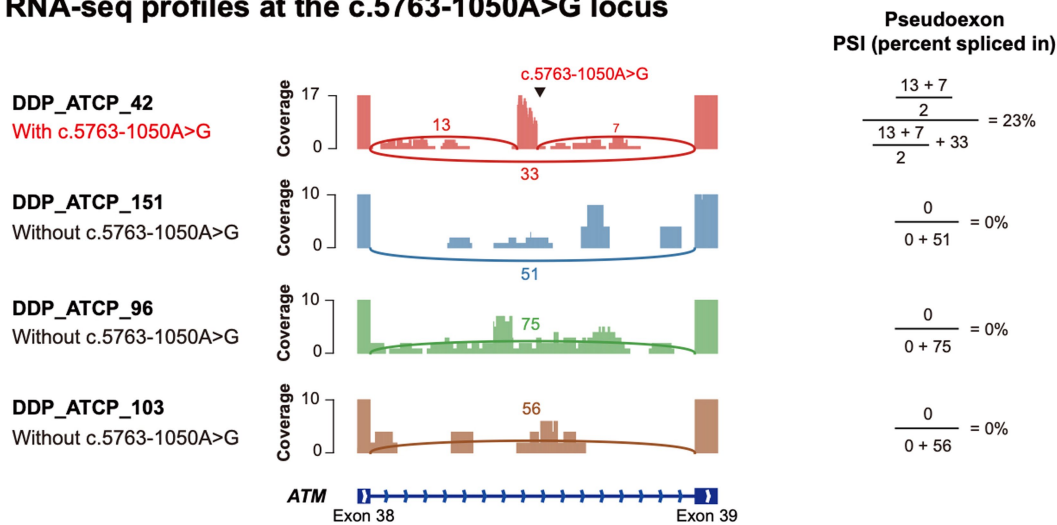 RNA-seq profiles at the c.5763-1050A>G locus
Pseudoexon
PSI (percent spliced in)
DDP_ATCP_42
With c.5763-1050A>G
Coverage
17
0
c.5763-1050A>G
13
7
33
13 + 7
2
13 + 7
2
+ 33
= 23%
DDP_ATCP_151
Without c.5763-1050A>G
Coverage
10
0
51
0
0 + 51
= 0%
DDP_ATCP_96
Without c.5763-1050A>G
Coverage
10
0
75
0
0 + 75
= 0%
DDP_ATCP_103
Without c.5763-1050A>G
Coverage
10
0
56
0
0 + 56
= 0%
ATM
Exon 38
Exon 39